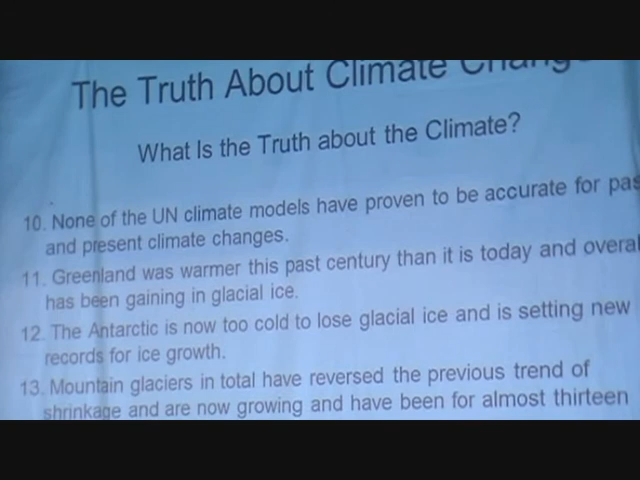 The Truth About Climate Change
What Is the Truth about the Climate?
10. None of the UN climate models have proven to be accurate for pas
and present climate changes.
11. Greenland was warmer this past century than it is today and overal
has been gaining in glacial ice.
12. The Antarctic is now too cold to lose glacial ice and is setting new
records for ice growth.
13. Mountain glaciers in total have reversed the previous trend of
shrinkage and are now growing and have been for almost thirteen